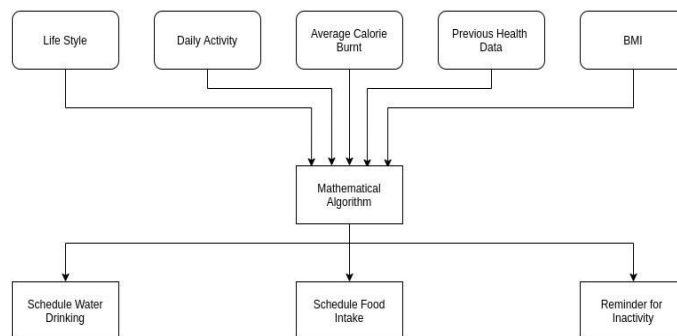 Life Style
Daily Activity
Average Calorie
Burnt
Previous Health
Data
BMI
Mathematical
Algorithm
Schedule Water
Drinking
Schedule Food
Intake
Reminder for
Inactivity